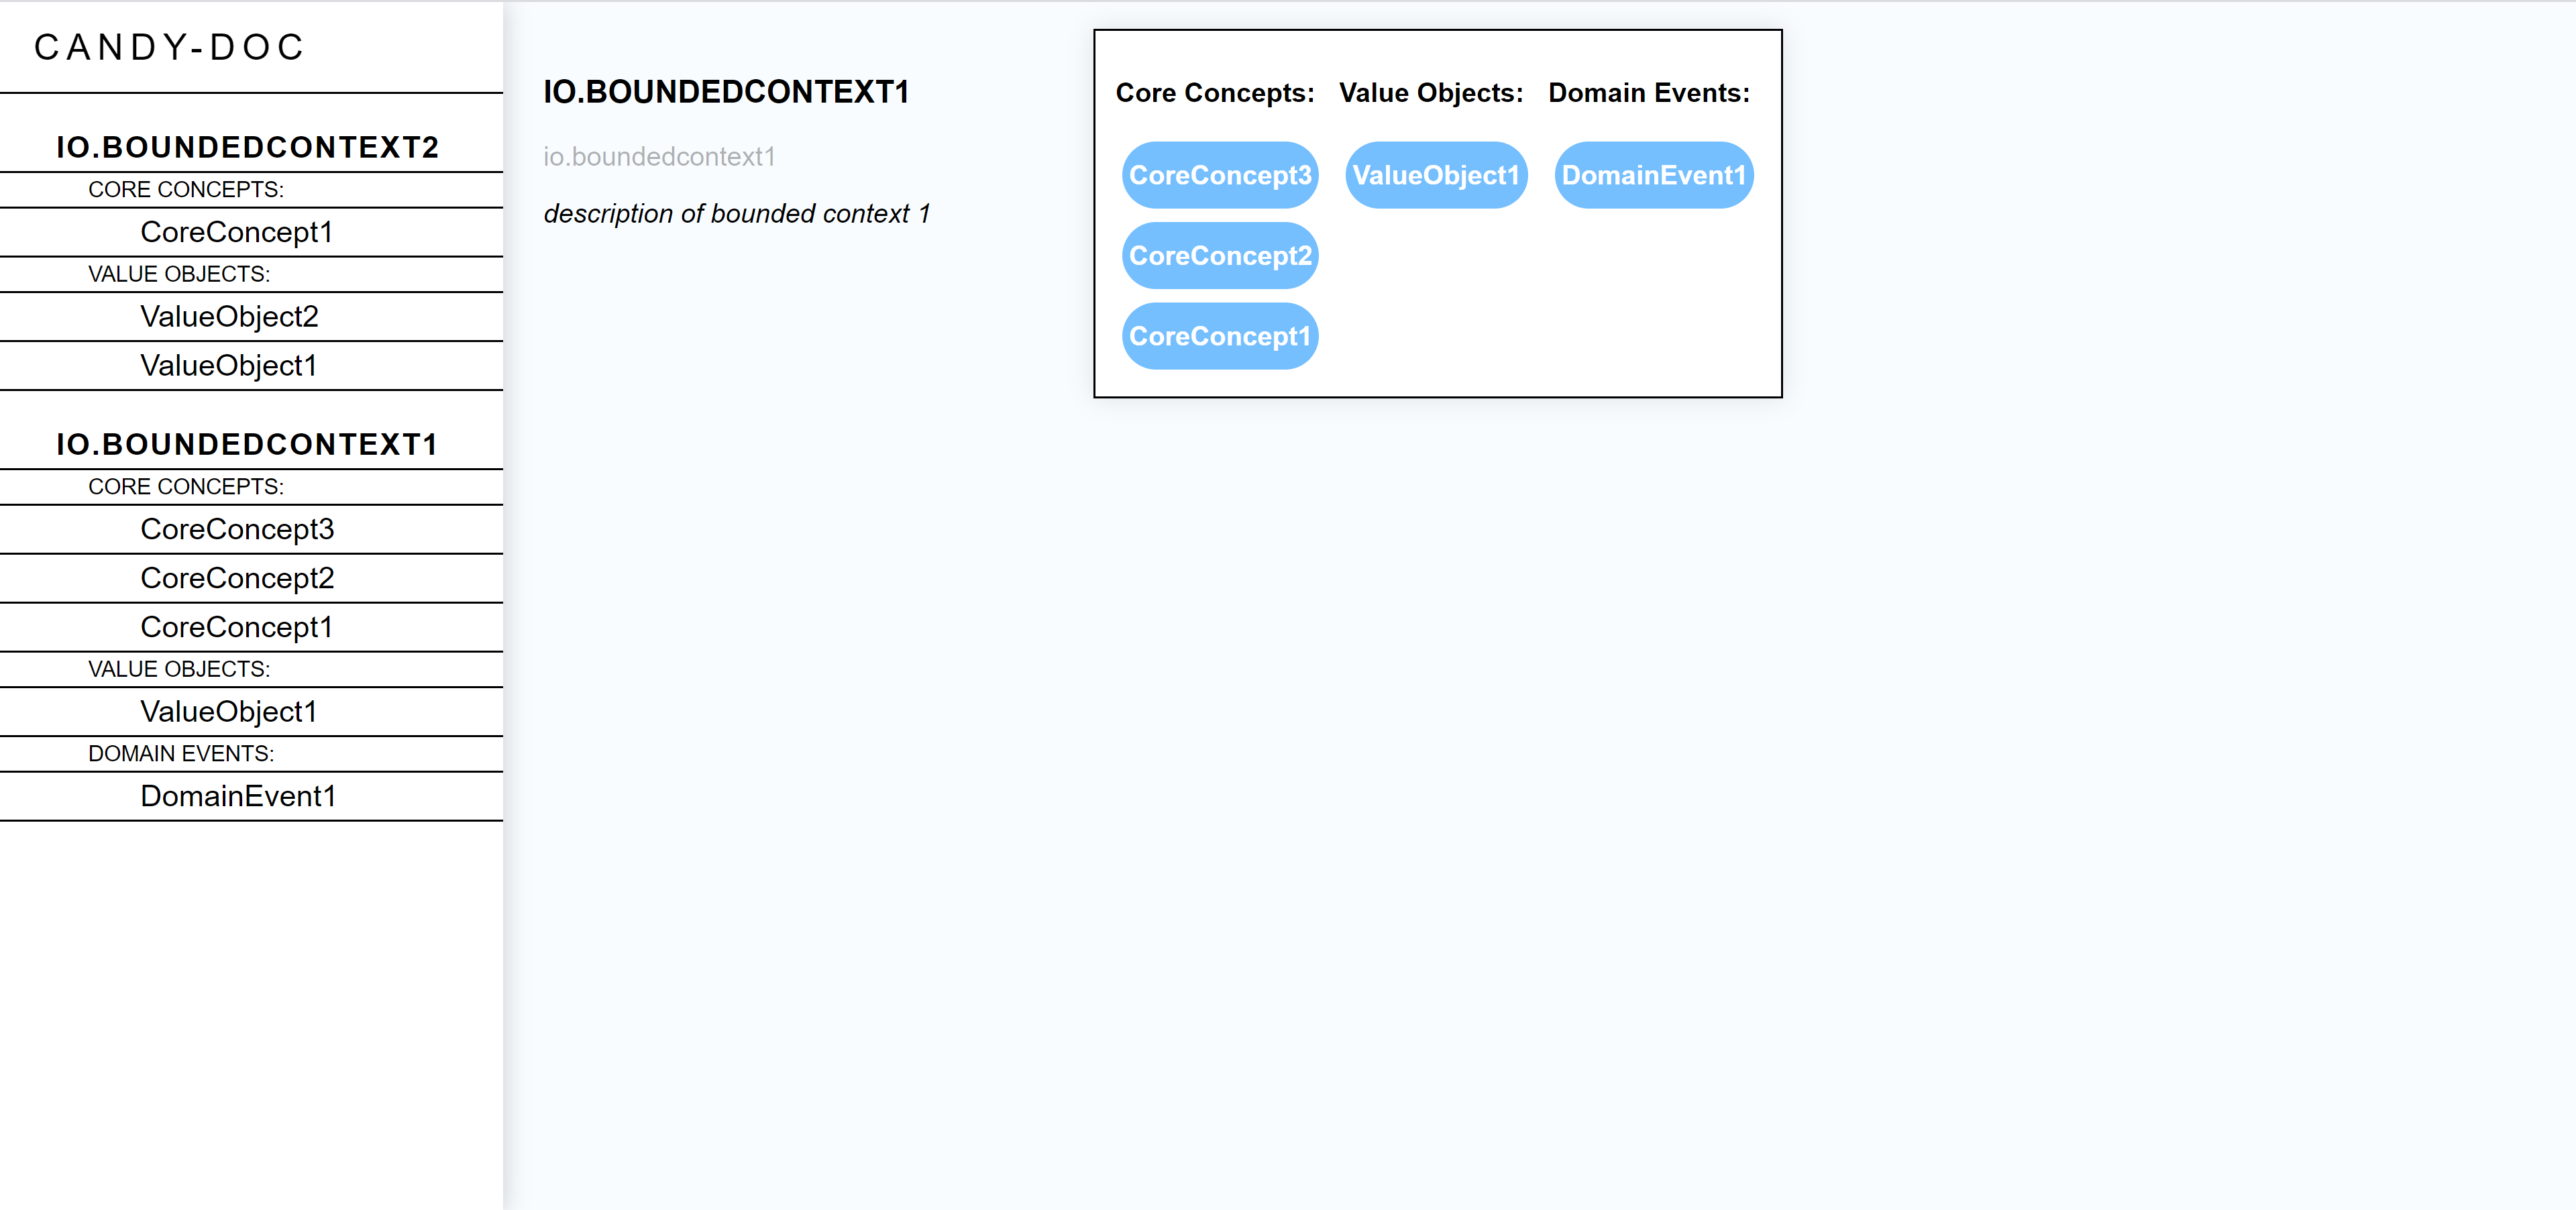 CANDY-DOC
IO.BOUNDEDCONTEXT2
CORE CONCEPTS:
CoreConcept1
VALUE OBJECTS:
ValueObject2
ValueObject1
IO.BOUNDEDCONTEXT1
CORE CONCEPTS:
CoreConcept3
CoreConcept2
CoreConcept1
VALUE OBJECTS:
ValueObject1
DOMAIN EVENTS:
DomainEvent1
IO.BOUNDEDCONTEXT1
io.boundedcontext1
description of bounded context 1
Core Concepts: Value Objects: Domain Events:
CoreConcept3 ValueObject1 DomainEvent1
CoreConcept2
CoreConcept1